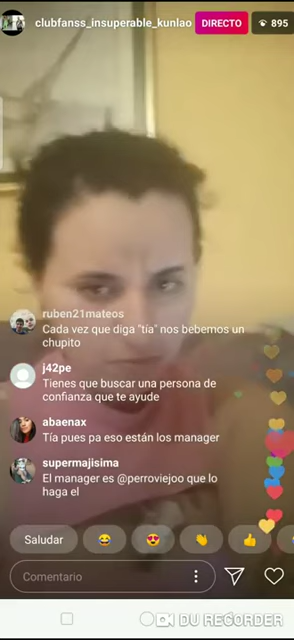 clubfanss_insuperable_kunlao DIRECTO 895
ruben21mateos
Cada vez que diga "tía" nos bebemos un
chupito
j42pe
Tienes que buscar una persona de
confianza que te ayude
abaenax
Tía pues pa eso están los manager
supermajisima
El manager es @perroviejoo que lo
haga el
Saludar
Comentario
DU RECORDER